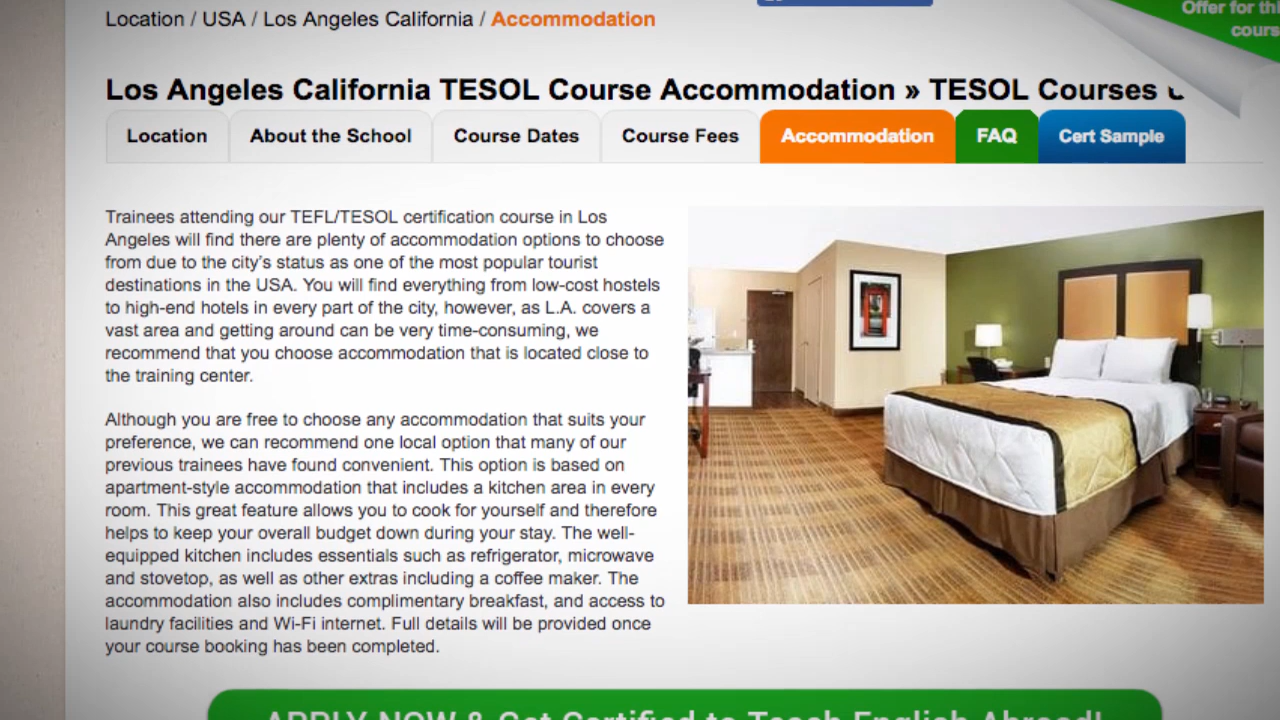 Location / USA / Los Angeles California / Accommodation
Offer for
cours
Los Angeles California TESOL Course Accommodation » TESOL Courses
Location About the School Course Dates Course Fees Accommodation FAQ Cert Sample
Trainees attending our TEFL/TESOL certification course in Los
Angeles will find there are plenty of accommodation options to choose
from due to the city’s status as one of the most popular tourist
destinations in the USA. You will find everything from low-cost hostels
to high-end hotels in every part of the city, however, as L.A. covers a
vast area and getting around can be very time-consuming, we
recommend that you choose accommodation that is located close to
the training center.
Although you are free to choose any accommodation that suits your
preference, we can recommend one local option that many of our
previous trainees have found convenient. This option is based on
apartment-style accommodation that includes a kitchen area in every
room. This great feature allows you to cook for yourself and therefore
helps to keep your overall budget down during your stay. The well-
equipped kitchen includes essentials such as refrigerator, microwave
and stovetop, as well as other extras including a coffee maker. The
accommodation also includes complimentary breakfast, and access to
laundry facilities and Wi-Fi internet. Full details will be provided once
your course booking has been completed.
APPLY NOW & Get Certified to Teach English Abroad!